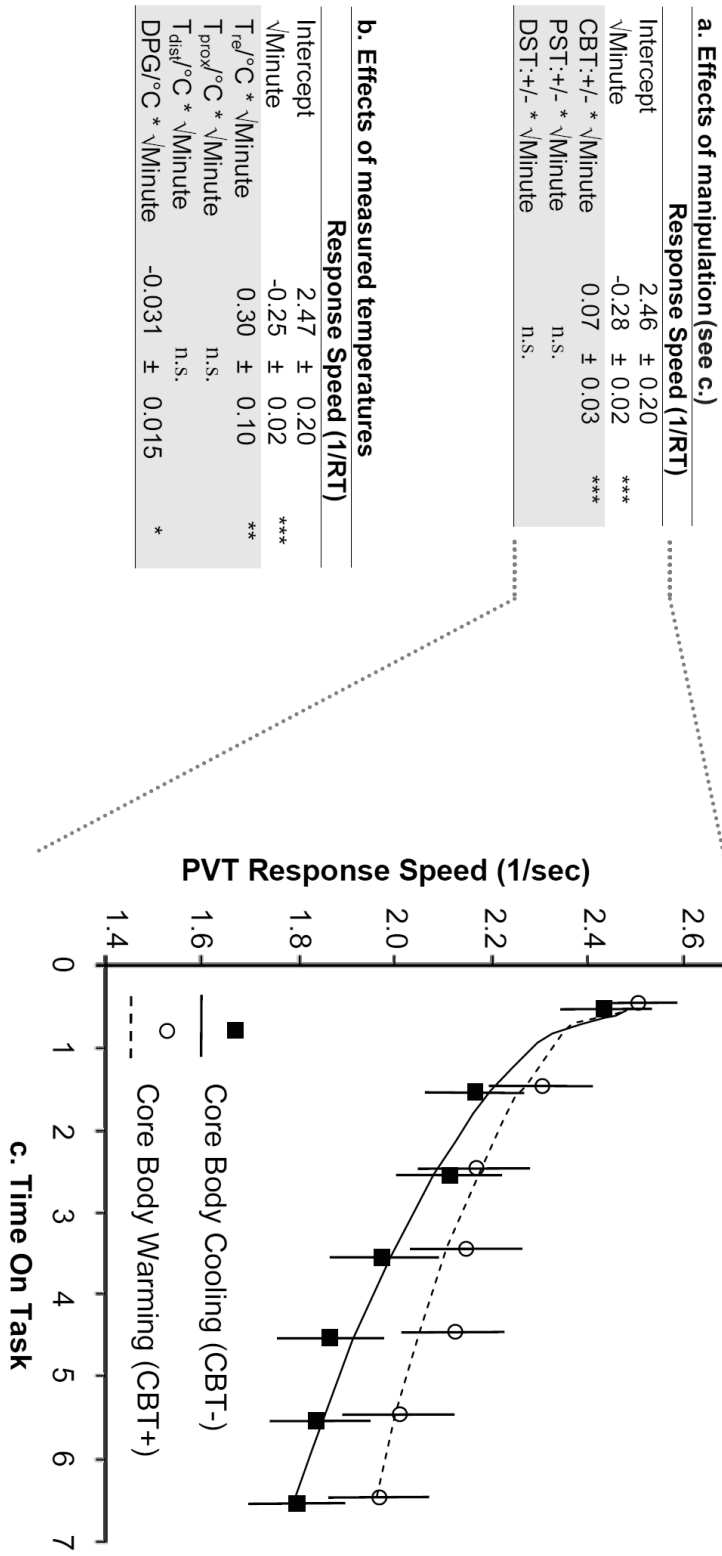 a. Effects of manipulation (see c.)
Response Speed (1/RT)
Intercept 2.46 ± 0.20
√Minute -0.28 ± 0.02 ***
CBT:+/- * √Minute 0.07 ± 0.03 ***
PST:+/- * √Minute n.s.
DST:+/- * √Minute n.s.
b. Effects of measured temperatures
Response Speed (1/RT)
Intercept 2.47 ± 0.20
√Minute -0.25 ± 0.02 ***
T_re/°C * √Minute 0.30 ± 0.10 **
T_prox/°C * √Minute n.s.
T_dist/°C * √Minute n.s.
DPG/°C * √Minute -0.031 ± 0.015 *
PVT Response Speed (1/sec)
2.6
2.4
2.2
2.0
1.8
1.6
1.4
Core Body Cooling (CBT-)
Core Body Warming (CBT+)
0 1 2 3 4 5 6 7
c. Time On Task